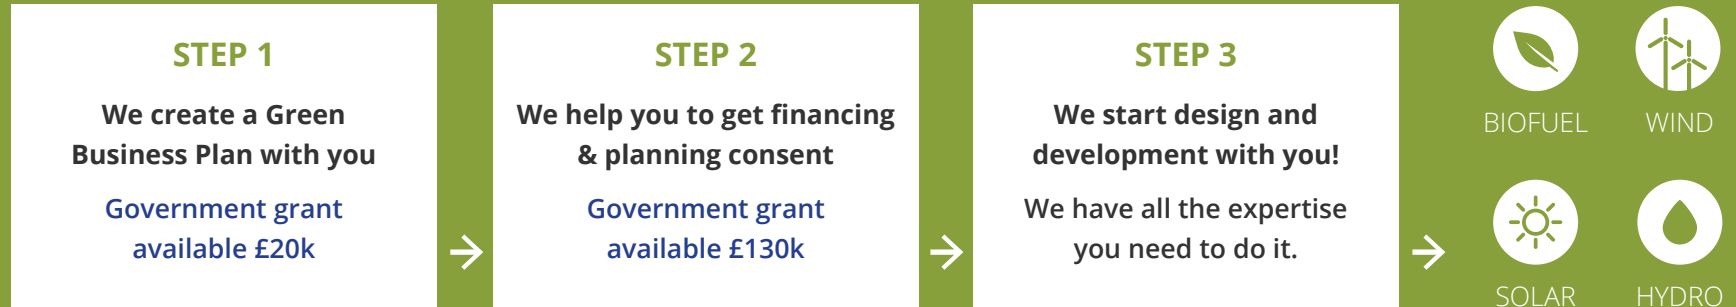 STEP 1
We create a Green
Business Plan with you
Government grant
available £20k
STEP 2
We help you to get financing
& planning consent
Government grant
available £130k
STEP 3
We start design and
development with you!
We have all the expertise
you need to do it.
BIOFUEL
WIND
SOLAR
HYDRO